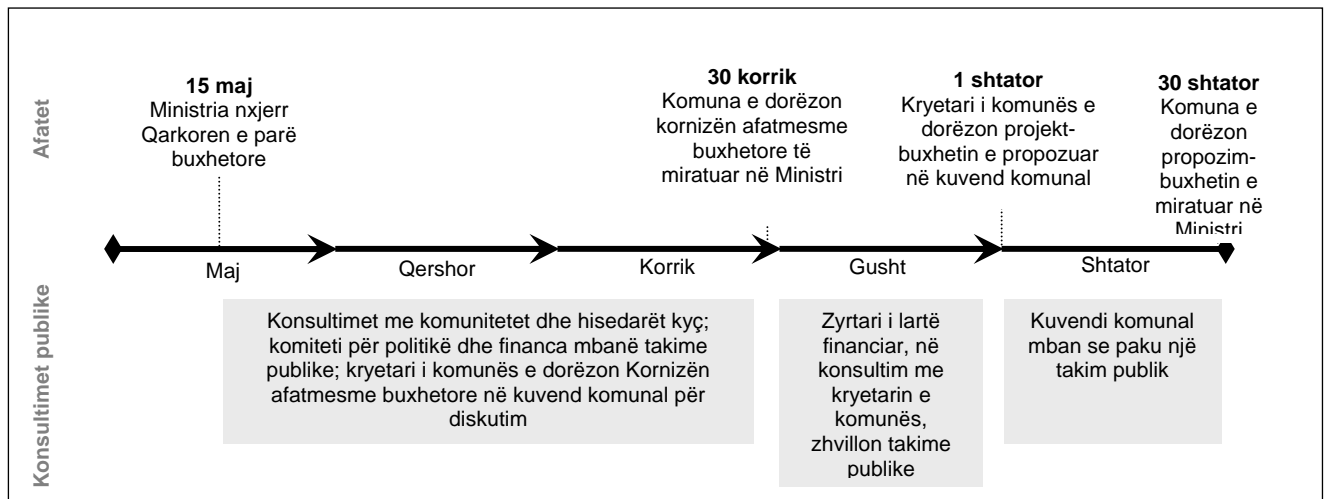 Afatet
15 maj
Ministria nxjerr
Qarkoren e parë
buxhetore
30 korrik
Komuna e dorëzon
kornizën afatmesme
buxhetore të
miratuar në Ministri
1 shtator
Kryetari i komunës e
dorëzon projekt-
buxhetin e propozuar
në kuvend komunal
30 shtator
Komuna e
dorëzon
propozim-
buxhetin e
miratuar në
Ministri
Maj
Qershor
Korrik
Gusht
Shtator
Konsultimet publike
Konsultimet me komunitetet dhe hisedarët kyç;
komiteti për politikë dhe financa mbanë takime
publike; kryetari i komunës e dorëzon Kornizën
afatmesme buxhetore në kuvend komunal për
diskutim
Zyrtari i lartë
financiar, në
konsultim me
kryetarin e
komunës,
zhvillon takime
publike
Kuvendi komunal
mban se paku një
takim publik